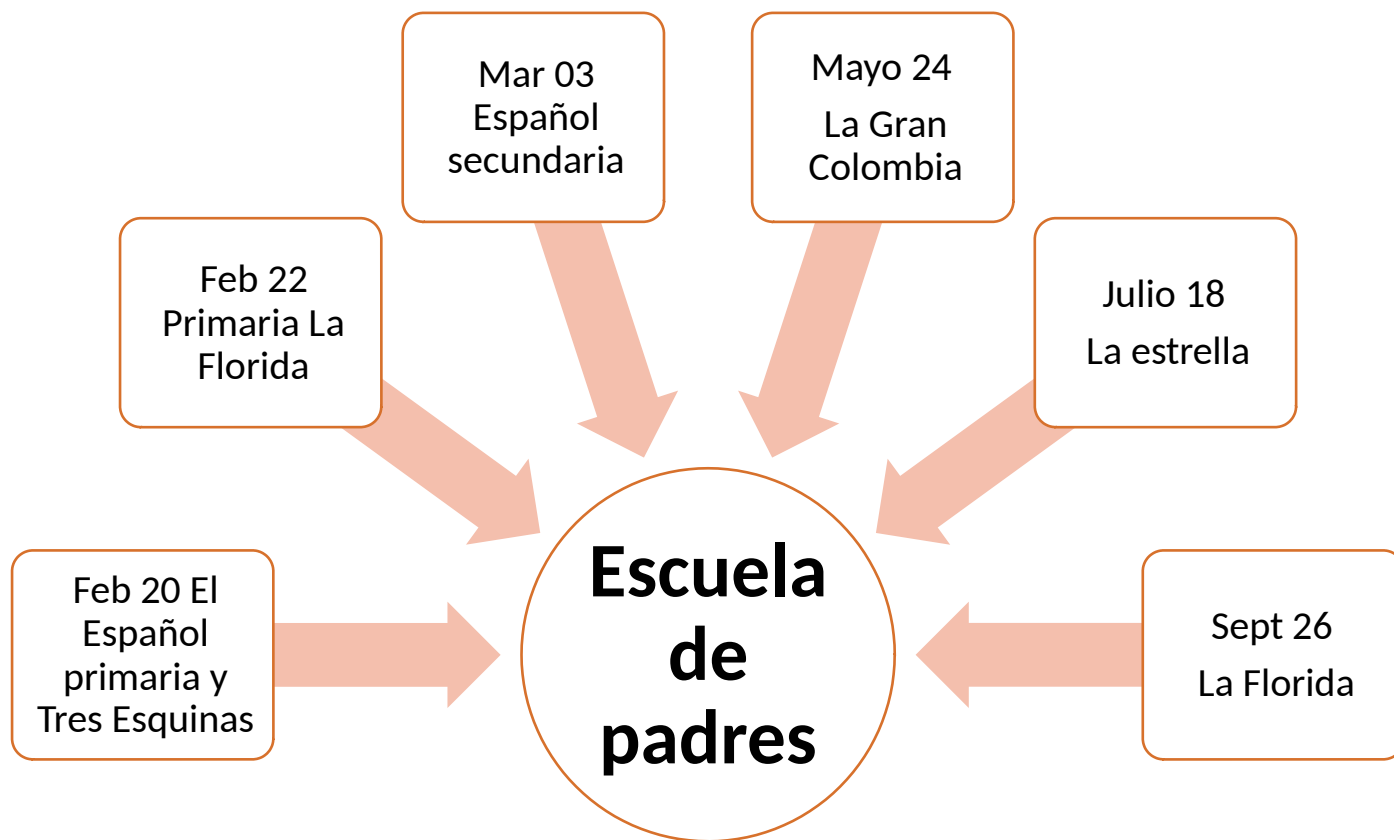 Feb 20 El
Español
primaria y
Tres Esquinas
Feb 22
Primaria La
Florida
Mar 03
Español
secundaria
Mayo 24
La Gran
Colombia
Julio 18
La estrella
Sept 26
La Florida
Escuela
de
padres